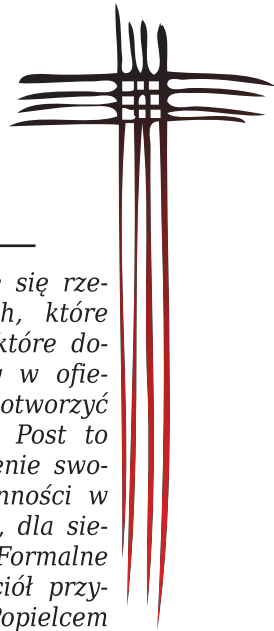 się rze-
h, które
które do-
w ofie-
otworzyć
Post to
enie swo-
nności w
, dla sie-
Formalne
ciół przy-
Popielcem